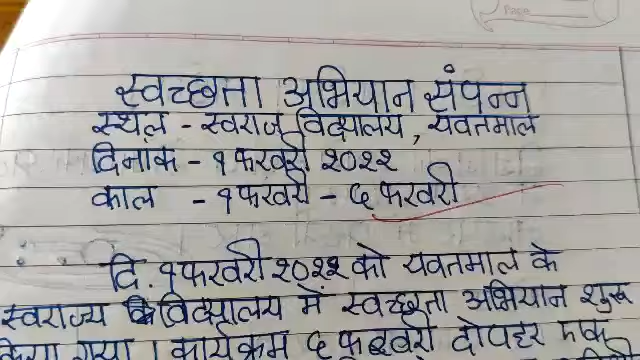 स्वच्छता अभियान संपन्न
स्थल - स्वराज विद्यालय, यवतमाल
दिनांक - १ फरवरी २०२२
काल - १ फरवरी - ६ फरवरी
दि. १ फरवरी २०२२ को यवतमाल के
स्वराज्य विद्यालय में स्वच्छता अभियान शुरू
किया गया। कार्यक्रम ६ फरवरी दोपहर एक